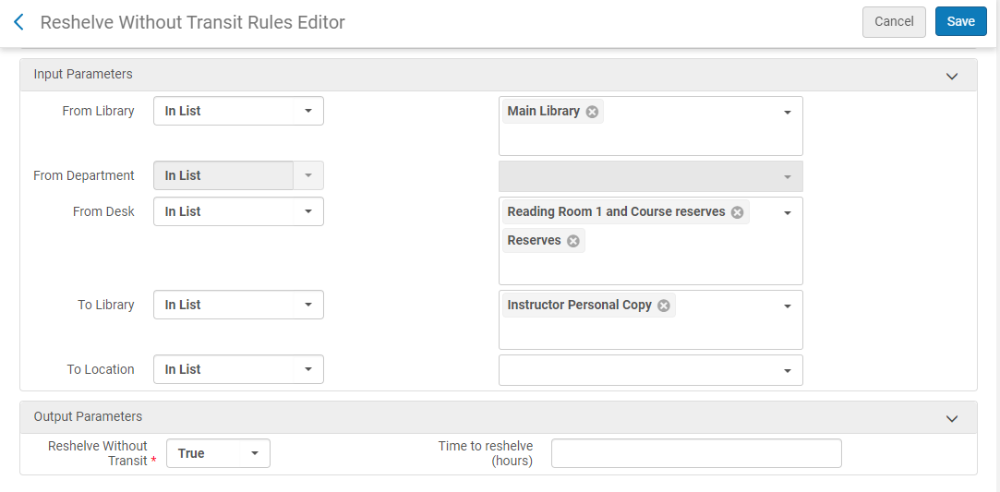 Reshelve Without Transit Rules Editor
Cancel
Save
Input Parameters
From Library
In List
Main Library
From Department
In List
From Desk
In List
Reading Room 1 and Course reserves
Reserves
To Library
In List
Instructor Personal Copy
To Location
In List
Output Parameters
Reshelve Without
Transit *
True
Time to reshelve
(hours)